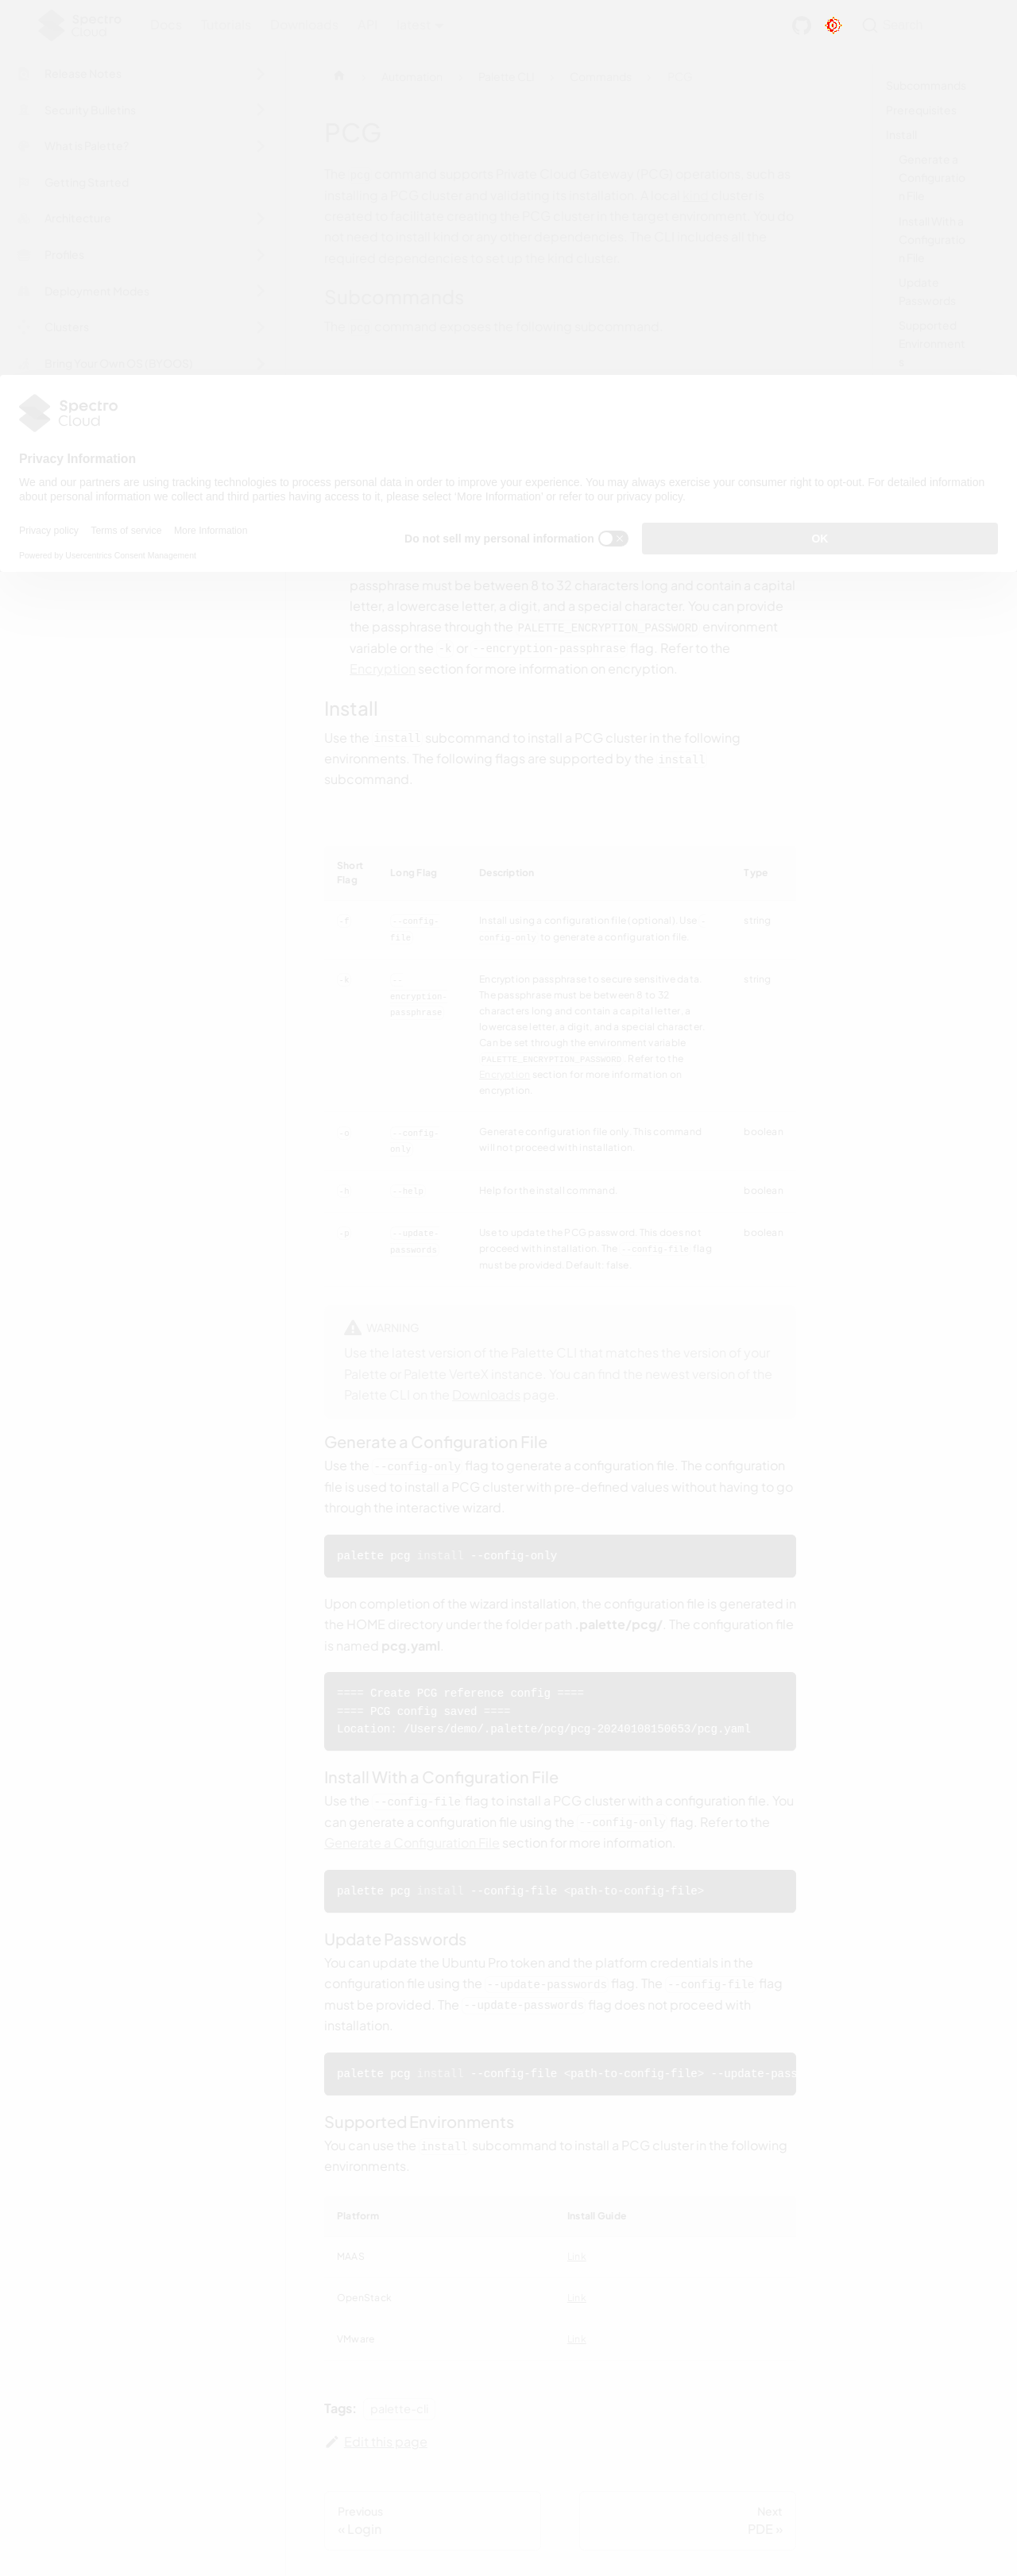 Spectro
Cloud
latest
Search
Release Notes
Security Bulletins
What is Palette?
Getting Started
Architecture
Profiles
Deployment Modes
Clusters
Bring Your Own OS (BYOOS)
Automation
Palette CLI
Commands
PCG
PCG
The pcg command supports Palette Cloud Gateway (PCG) operations, such as
installing a PCG cluster and validating its installation. A local kind cluster is
created to facilitate creating the PCG cluster in the target environment. You do
not need to install kind or any other dependencies. The CLI includes all the
required dependencies to set up the kind cluster.
Subcommands
The pcg command exposes the following subcommand.
Subcommands
Prerequisites
Install
Generate a
Configuratio
n File
Install With a
Configuratio
n File
Update
Passwords
Supported
Environment
s
Spectro
Cloud
Privacy Information
We and our partners are using tracking technologies to process personal data in order to improve your experience. You may always exercise your consumer right to opt-out. For detailed information
about personal information we collect and third parties having access to it, please select ‘More Information’ or refer to our privacy policy.
Privacy policy Terms of service More Information
Do not sell my personal information
OK
Powered by Usercentrics Consent Management
passphrase must be between 8 to 32 characters long and contain a capital
letter, a lowercase letter, a digit, and a special character. You can provide
the passphrase through the PALETTE_ENCRYPTION_PASSWORD environment
variable or the -k or --encryption-passphrase flag. Refer to the
Encryption section for more information on encryption.
Install
Use the install subcommand to install a PCG cluster in the following
environments. The following flags are supported by the install
subcommand.
Short
Flag
Long Flag
Description
Type
-f
--config-
file
Install using a configuration file (optional). Use -
config-only to generate a configuration file.
string
-k
--
encryption-
passphrase
Encryption passphrase to secure sensitive data.
The passphrase must be between 8 to 32
characters long and contain a capital letter, a
lowercase letter, a digit, and a special character.
Can be set through the environment variable
PALETTE_ENCRYPTION_PASSWORD. Refer to the
Encryption section for more information on
encryption.
string
-o
--config-
only
Generate configuration file only. This command
will not proceed with installation.
boolean
-h
--help
Help for the install command.
boolean
-p
--update-
passwords
Use to update the PCG password. This does not
proceed with installation. The --config-file flag
must be provided. Default: false.
boolean
WARNING
Use the latest version of the Palette CLI that matches the version of your
Palette or Palette VerteX instance. You can find the newest version of the
Palette CLI on the Downloads page.
Generate a Configuration File
Use the --config-only flag to generate a configuration file. The configuration
file is used to install a PCG cluster with pre-defined values without having to go
through the interactive wizard.
palette pcg install --config-only
Upon completion of the wizard installation, the configuration file is generated in
the HOME directory under the folder path .palette/pcg/. The configuration file
is named pcg.yaml.
==== Create PCG reference config ====
==== PCG config saved ====
Location: /Users/demo/.palette/pcg/pcg-20240108150653/pcg.yaml
Install With a Configuration File
Use the --config-file flag to install a PCG cluster with a configuration file. You
can generate a configuration file using the --config-only flag. Refer to the
Generate a Configuration File section for more information.
palette pcg install --config-file <path-to-config-file>
Update Passwords
You can update the Ubuntu Pro token and the platform credentials in the
configuration file using the --update-passwords flag. The --config-file flag
must be provided. The --update-passwords flag does not proceed with
installation.
palette pcg install --config-file <path-to-config-file> --update-pass
Supported Environments
You can use the install subcommand to install a PCG cluster in the following
environments.
Platform
Install Guide
MAAS
Link
OpenStack
Link
VMware
Link
Tags: palette-cli
Edit this page
Previous
« Login
Next
PDE »